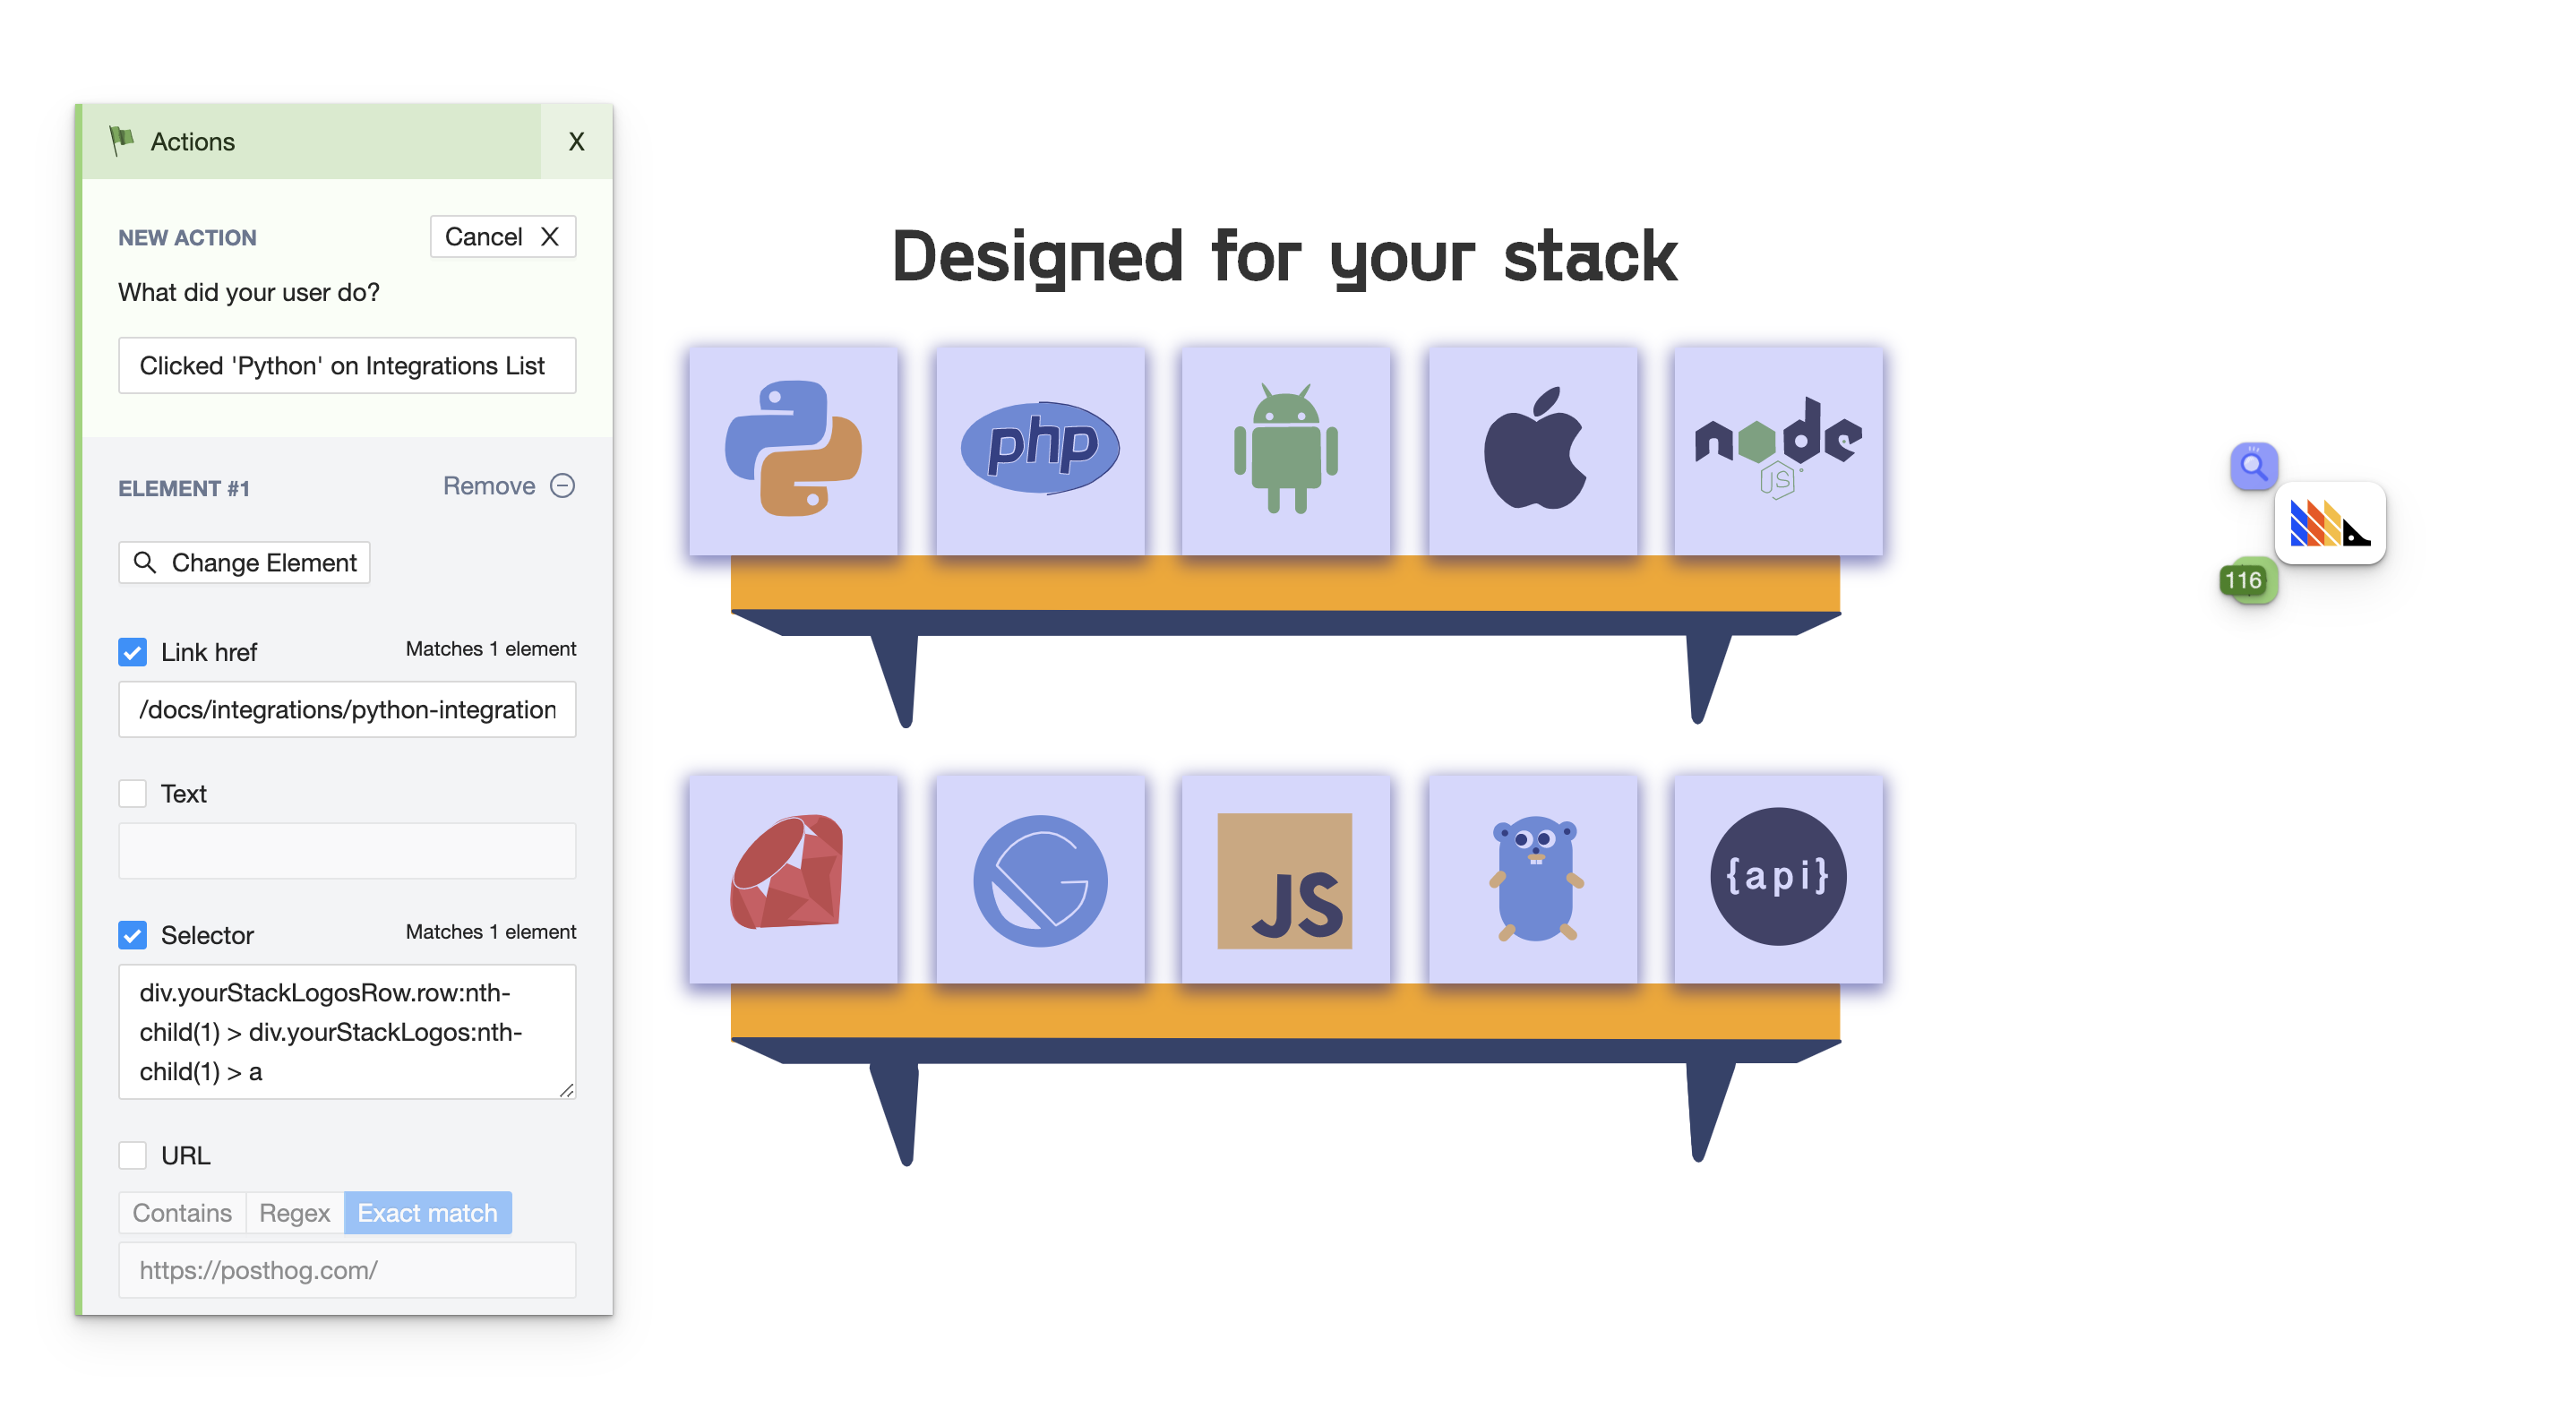 Actions
X
NEW ACTION
Cancel X
What did your user do?
Clicked 'Python' on Integrations List
ELEMENT #1
Remove
Change Element
Link href
Matches 1 element
/docs/integrations/python-integration
Text
Selector
Matches 1 element
div.yourStackLogosRow.row:nth-
child(1) > div.yourStackLogos:nth-
child(1) > a
URL
Contains
Regex
Exact match
https://posthog.com/
Designed for your stack
php
node
JS
JS
{api}
116